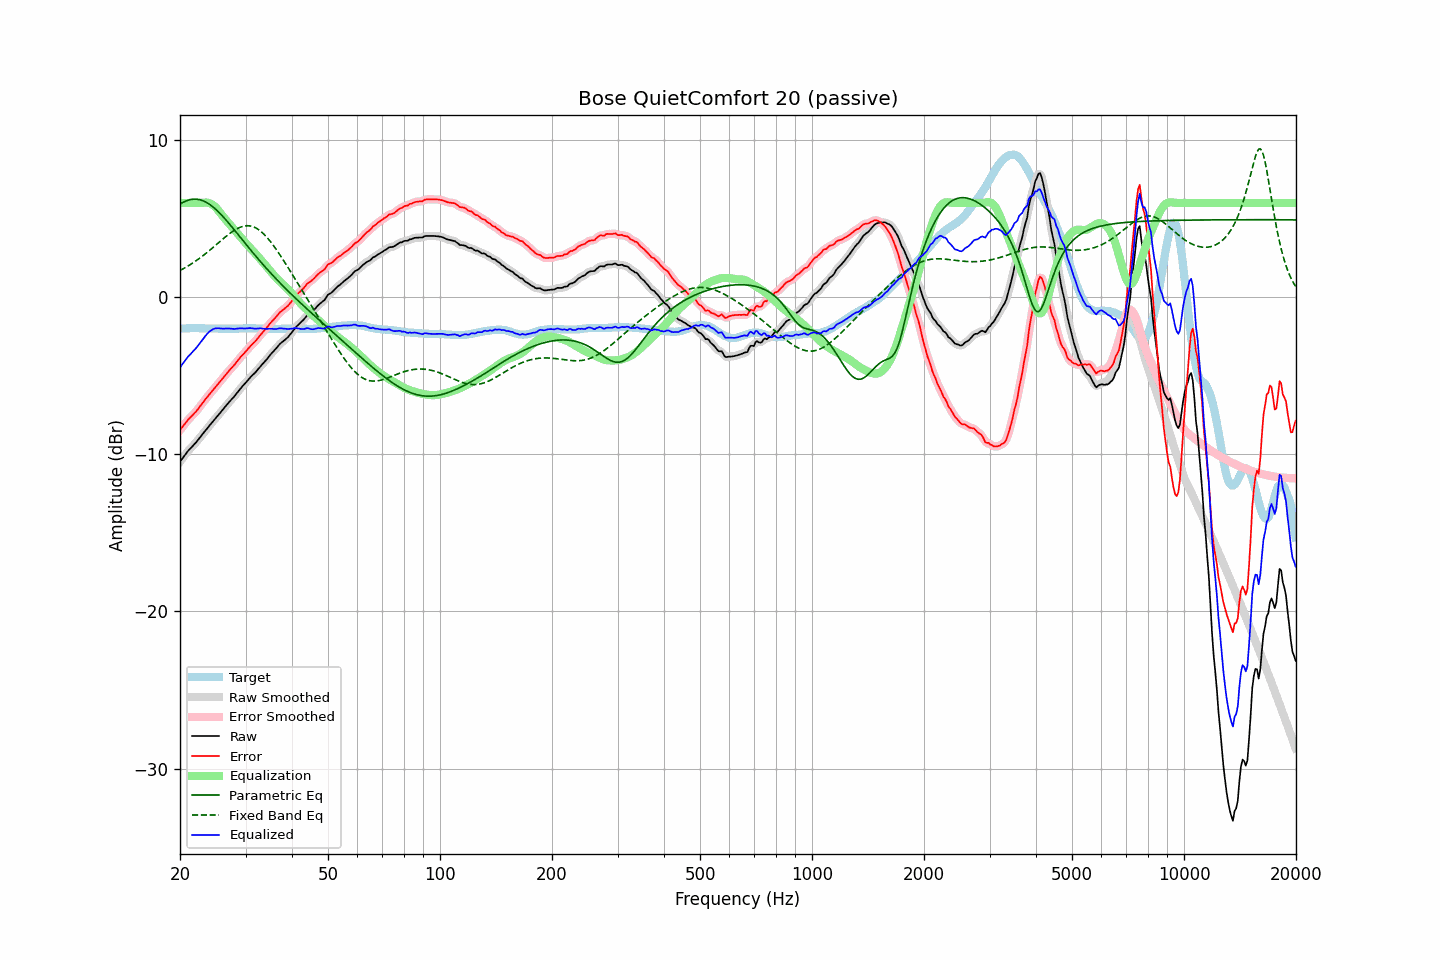 Bose QuietComfort 20 (passive)
Amplitude (dBr)
10
0
−10
−20
−30
Target
Raw Smoothed
Error Smoothed
Raw
Error
Equalization
Parametric Eq
Fixed Band Eq
Equalized
20 50 100 200 500 1000 2000 5000 10000 20000
Frequency (Hz)